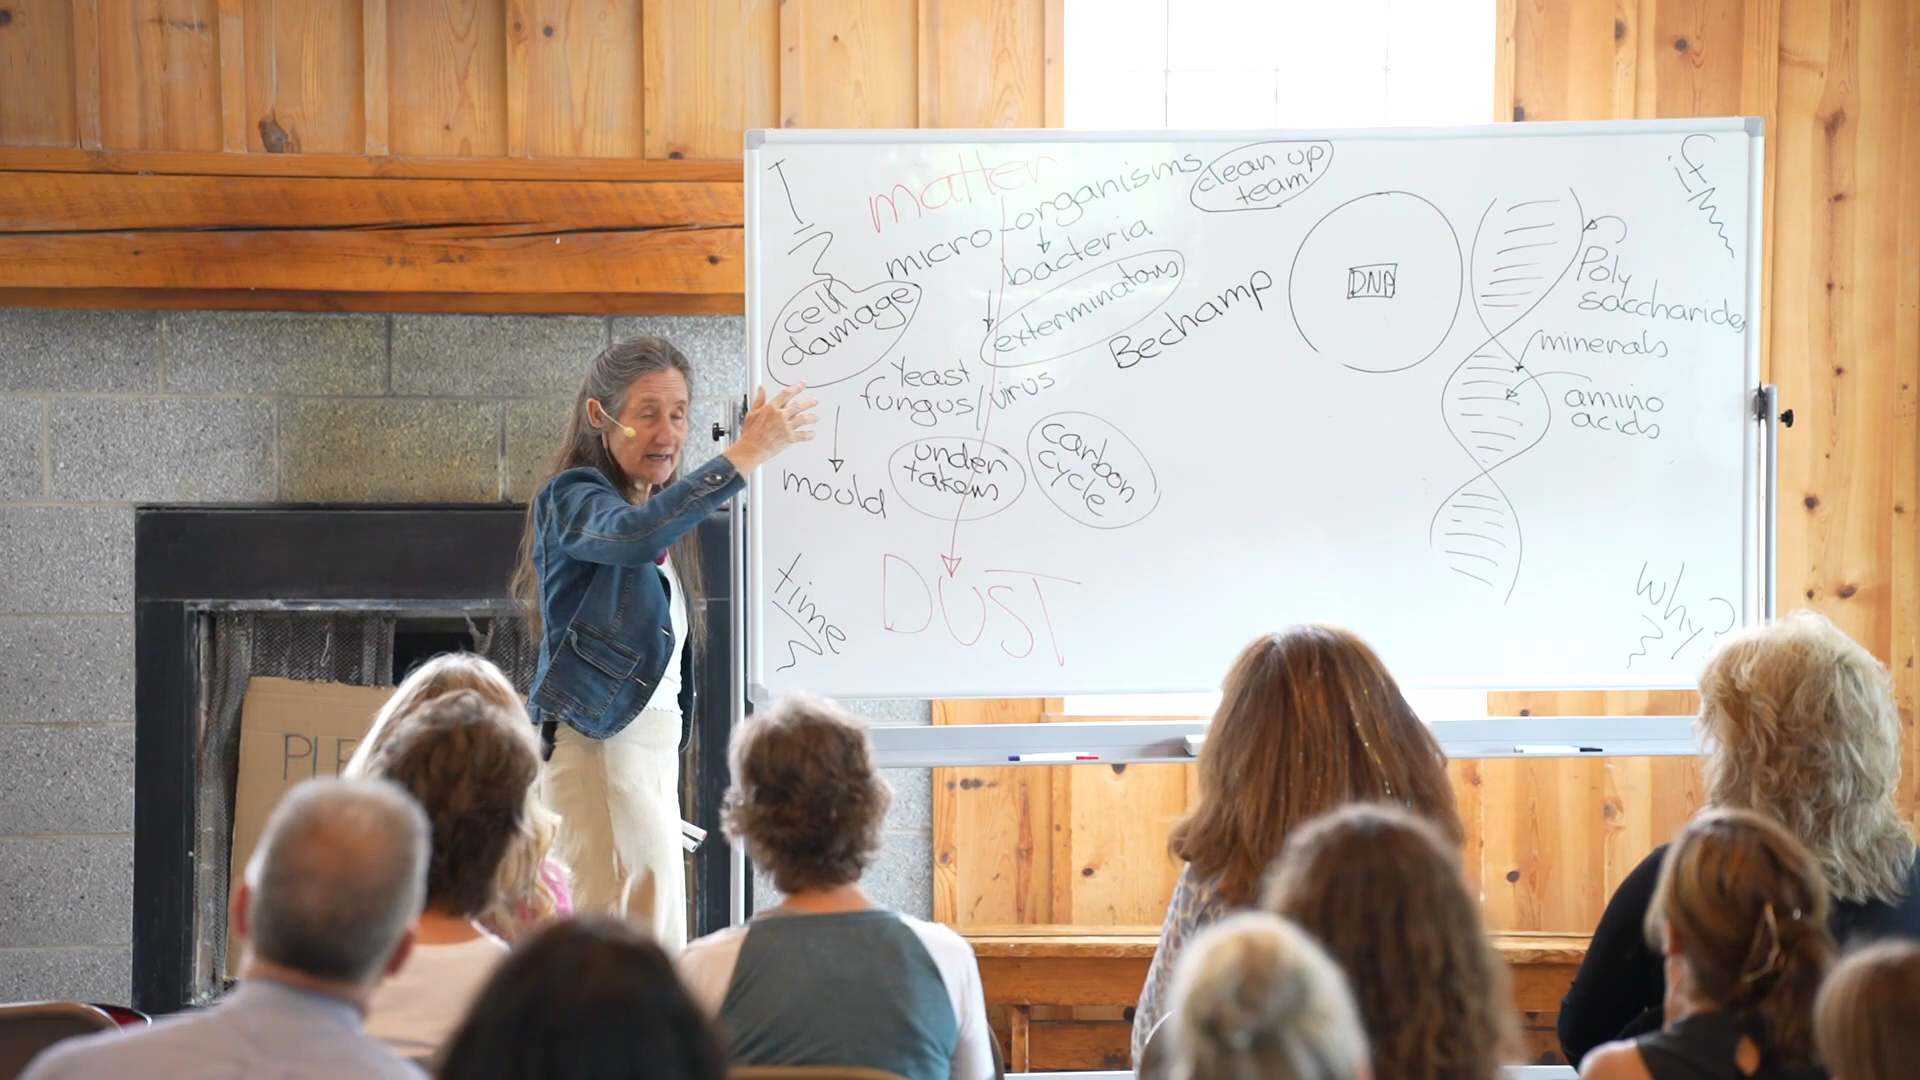 matter
micro-organisms
clean up
team
bacteria
exterminators
cell
damage
Yeast
fungus/virus
mould
under
takers
carbon
cycle
DUST
time
Bechamp
DNA
Poly
saccharides
minerals
amino
acids
if
Why?
PLE